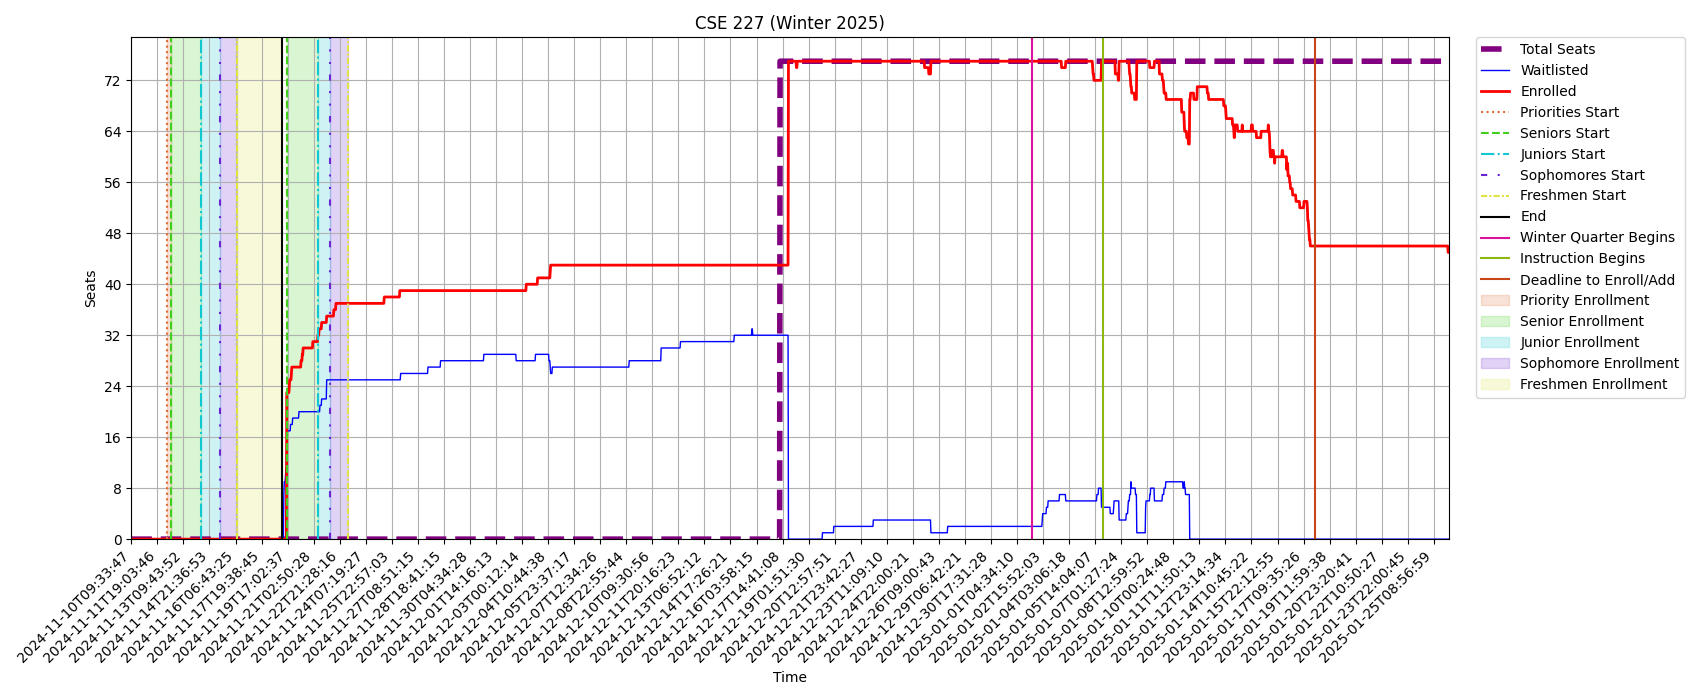 CSE 227 (Winter 2025)
Seats
72
64
56
48
40
32
24
16
8
0
2024-11-10T09:33:47
2024-11-11T19:03:46
2024-11-13T09:43:52
2024-11-14T21:36:53
2024-11-16T06:43:25
2024-11-17T19:38:45
2024-11-19T17:02:37
2024-11-21T02:50:28
2024-11-22T21:28:16
2024-11-24T07:19:27
2024-11-25T22:57:03
2024-11-27T08:51:15
2024-11-28T18:41:15
2024-11-30T04:34:28
2024-12-01T14:16:13
2024-12-03T00:12:14
2024-12-04T10:44:38
2024-12-05T23:37:17
2024-12-07T12:34:26
2024-12-08T22:55:44
2024-12-10T09:30:56
2024-12-11T20:16:23
2024-12-13T06:52:12
2024-12-14T17:26:21
2024-12-16T03:58:15
2024-12-17T14:41:08
2024-12-19T01:51:30
2024-12-20T12:57:51
2024-12-21T23:42:27
2024-12-23T11:09:10
2024-12-24T22:00:21
2024-12-26T09:00:43
2024-12-29T06:42:21
2024-12-30T17:31:28
2025-01-01T04:34:10
2025-01-02T15:52:03
2025-01-04T03:06:18
2025-01-05T14:04:07
2025-01-07T01:27:24
2025-01-08T12:59:52
2025-01-10T00:24:48
2025-01-11T11:50:13
2025-01-12T23:14:34
2025-01-14T10:45:22
2025-01-15T22:12:55
2025-01-17T09:35:26
2025-01-19T11:59:38
2025-01-20T23:20:41
2025-01-22T10:50:27
2025-01-23T22:00:45
2025-01-25T08:56:59
Time
Total Seats
Waitlisted
Enrolled
Priorities Start
Seniors Start
Juniors Start
Sophomores Start
Freshmen Start
End
Winter Quarter Begins
Instruction Begins
Deadline to Enroll/Add
Priority Enrollment
Senior Enrollment
Junior Enrollment
Sophomore Enrollment
Freshmen Enrollment